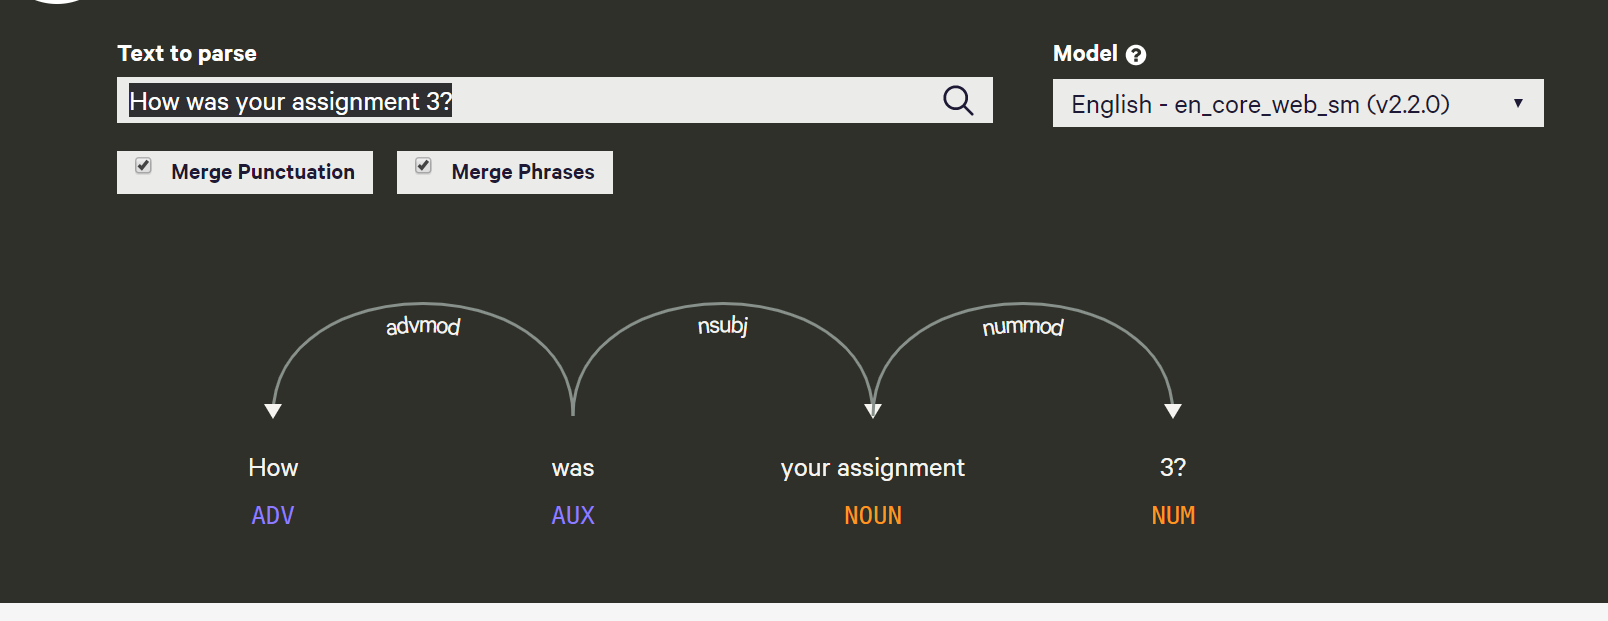 Text to parse
Model ?
How was your assignment 3?
English - en_core_web_sm (v2.2.0)
Merge Punctuation
Merge Phrases
advmod nsubj nummod
How was your assignment 3?
ADV AUX NOUN NUM